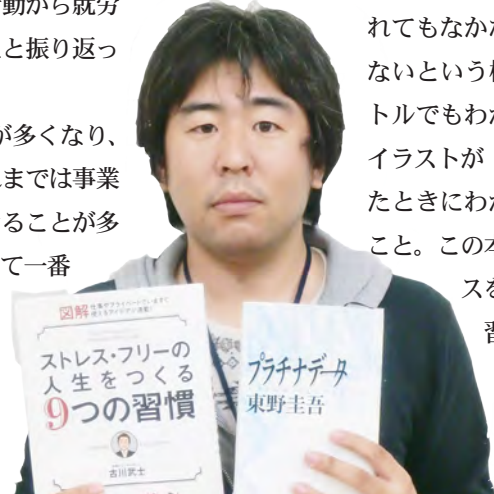 動から就労
と振り返っ
が多くなり、
までは事業
ることが多
て一番
れてもなかな
ないという
トルでもわか
イラストが
たときにわか
こと。この本
スを
図解
ストレス・フリーの
人生をつくる
9つの習慣
古川武士
プラチナデータ
東野圭吾